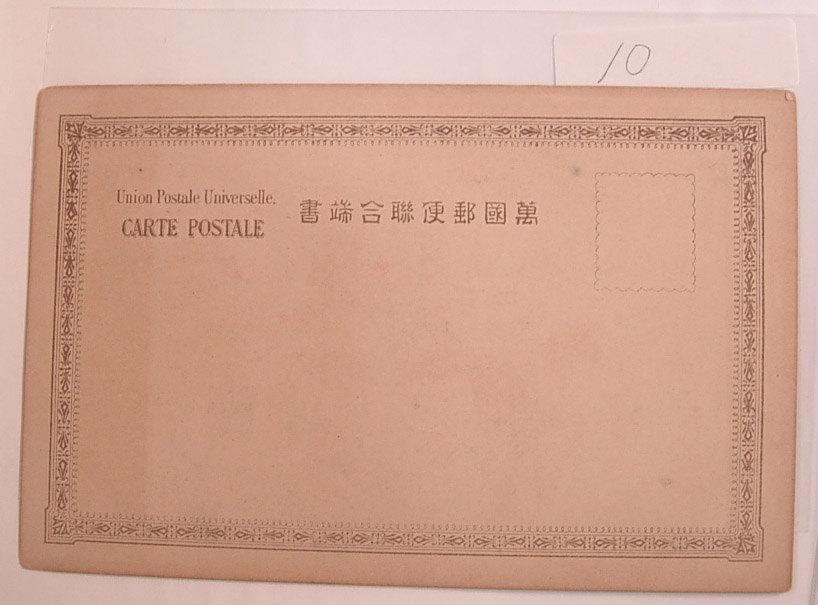 10
Union Postale Universelle.
CARTE POSTALE
萬國郵便聯合端書